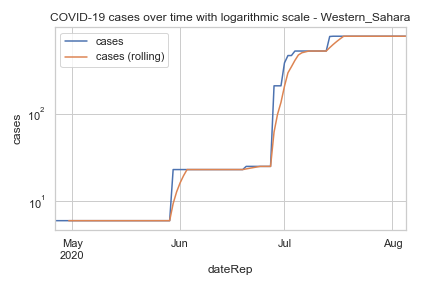 COVID-19 cases over time with logarithmic scale - Western_Sahara
cases
cases (rolling)
cases
10²
10¹
May
2020
Jun
Jul
Aug
dateRep